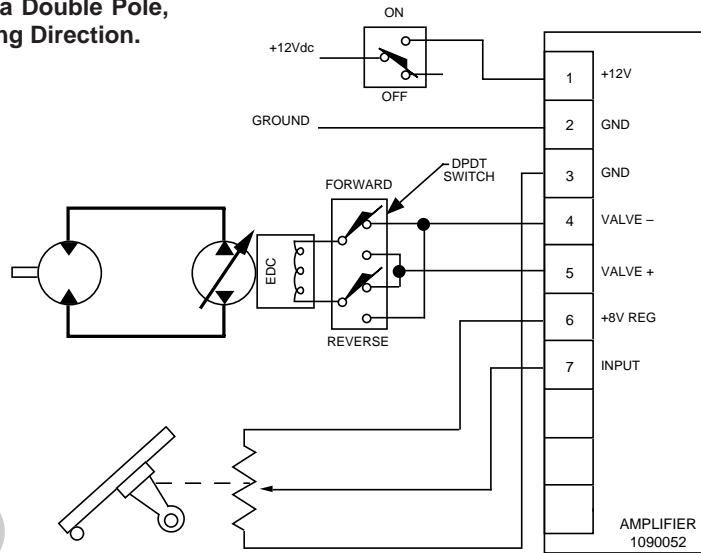 a Double Pole,
ng Direction.
ON
+12Vdc
OFF
GROUND
DPDT
SWITCH
FORWARD
EDC
REVERSE
1 +12V
2 GND
3 GND
4 VALVE –
5 VALVE +
6 +8V REG
7 INPUT
AMPLIFIER
1090052